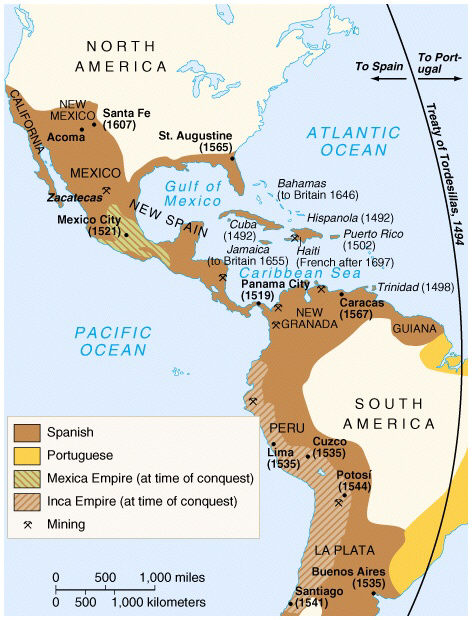 NORTH
AMERICA
To Spain
To Port-
ugal
Treaty of Tordesillas, 1494
CALIFORNIA
NEW
MEXICO
Santa Fe
(1607)
Acoma
St. Augustine
(1565)
ATLANTIC
OCEAN
MEXICO
Zacatecas
Gulf of
Mexico
Bahamas
(to Britain 1646)
NEW SPAIN
Mexico City
(1521)
Cuba
(1492)
Hispanola (1492)
Puerto Rico
(1502)
Jamaica
(to Britain 1655)
Haiti
(French after 1697)
Caribbean Sea
Panama City
(1519)
Trinidad (1498)
Caracas
(1567)
NEW
GRANADA
GUIANA
PACIFIC
OCEAN
SOUTH
AMERICA
PERU
Lima
(1535)
Cuzco
(1535)
Potosí
(1544)
LA PLATA
Buenos Aires
(1535)
Santiago
(1541)
Spanish
Portuguese
Mexica Empire (at time of conquest)
Inca Empire (at time of conquest)
Mining
0 500 1,000 miles
0 500 1,000 kilometers